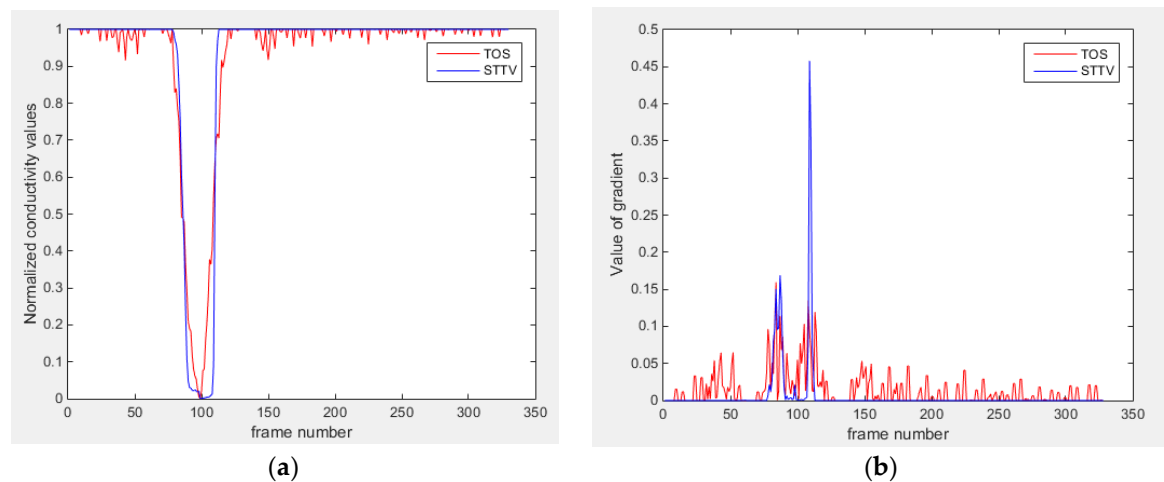 1
0.9
0.8
0.7
0.6
0.5
0.4
0.3
0.2
0.1
0
0 50 100 150 200 250 300 350
Normalized conductivity values
frame number
TOS
STTV
(a)
0.5
0.45
0.4
0.35
0.3
0.25
0.2
0.15
0.1
0.05
0
0 50 100 150 200 250 300 350
Value of gradient
frame number
TOS
STTV
(b)